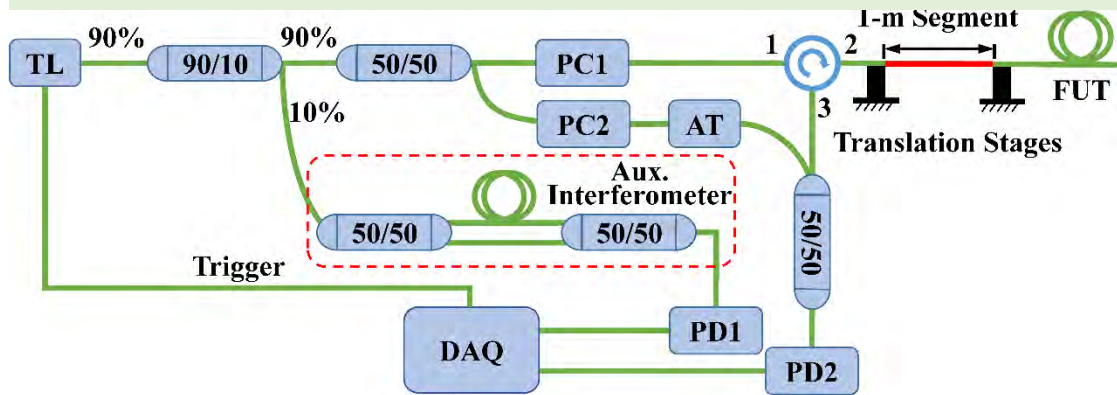 1-m Segment
90%
90%
1
2
TL
90/10
50/50
PC1
FUT
10%
3
PC2
AT
Translation Stages
Aux.
Interferometer
50/50
50/50
50/50
Trigger
DAQ
PD1
PD2